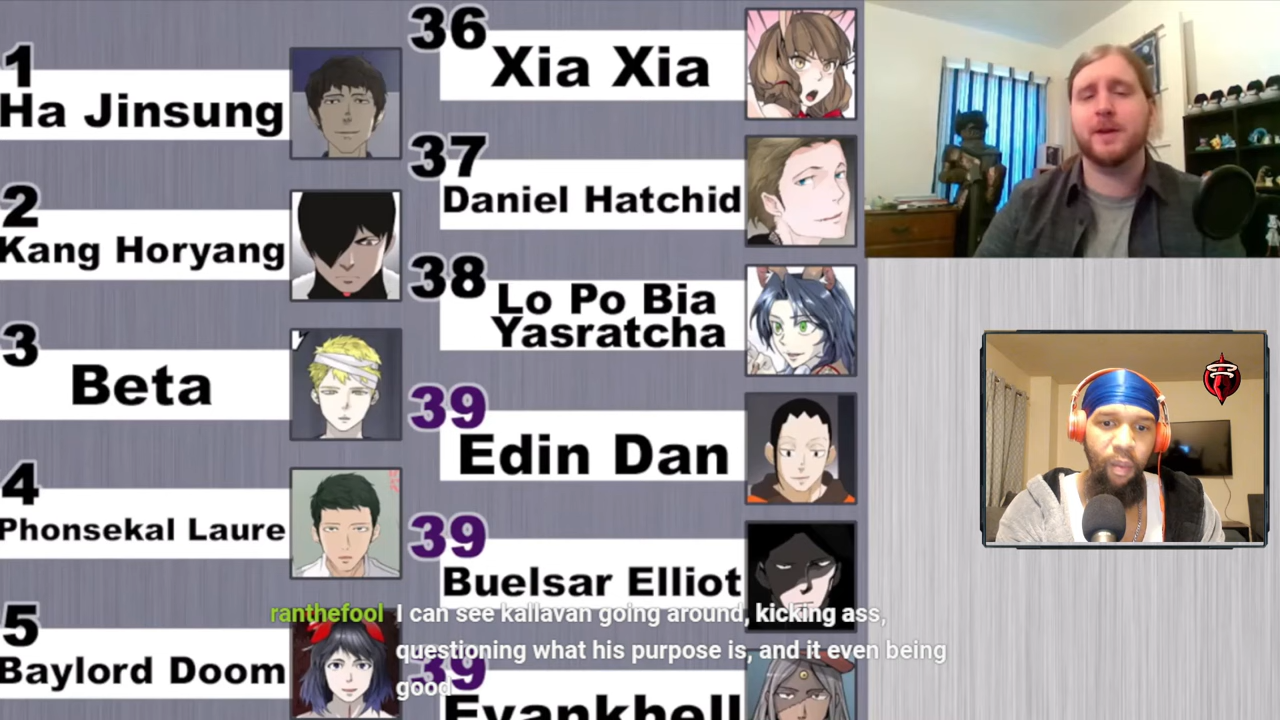 1
Ha Jinsung
2
Kang Horyang
3
Beta
4
Phonsekal Laure
5
Baylord Doom
36
Xia Xia
37
Daniel Hatchid
38
Lo Po Bia
Yasratcha
39
Edin Dan
39
Buelsar Elliot
39
Evankhell
ranthefool I can see kallavan going around, kicking ass,
questioning what his purpose is, and it even being
good